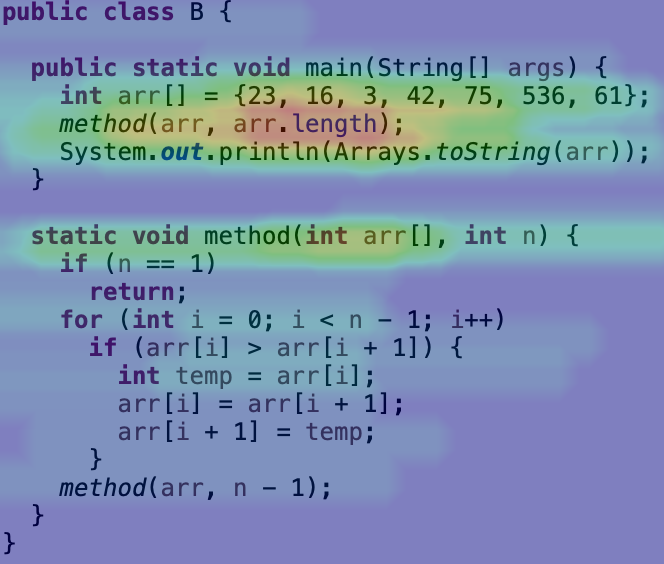 public class B {
public static void main(String[] args) {
int arr[] = {23, 16, 3, 42, 75, 536, 61};
method(arr, arr.length);
System.out.println(Arrays.toString(arr));
}
static void method(int arr[], int n) {
if (n == 1)
return;
for (int i = 0; i < n - 1; i++)
if (arr[i] > arr[i + 1]) {
int temp = arr[i];
arr[i] = arr[i + 1];
arr[i + 1] = temp;
}
method(arr, n - 1);
}
}